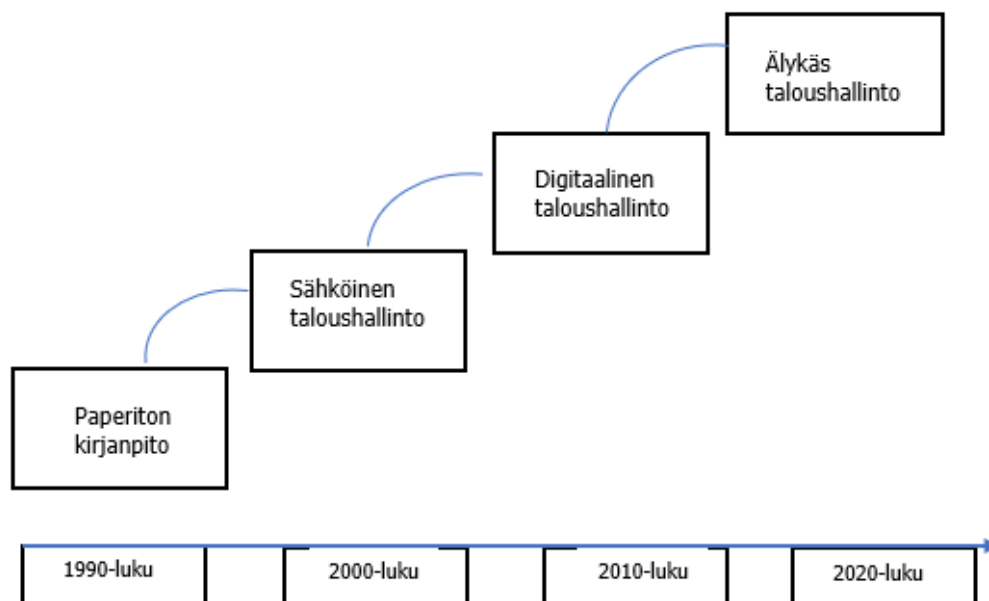 Älykäs
taloushallinto
Digitaalinen
taloushallinto
Sähköinen
taloushallinto
Paperiton
kirjanpito
1990-luku
2000-luku
2010-luku
2020-luku